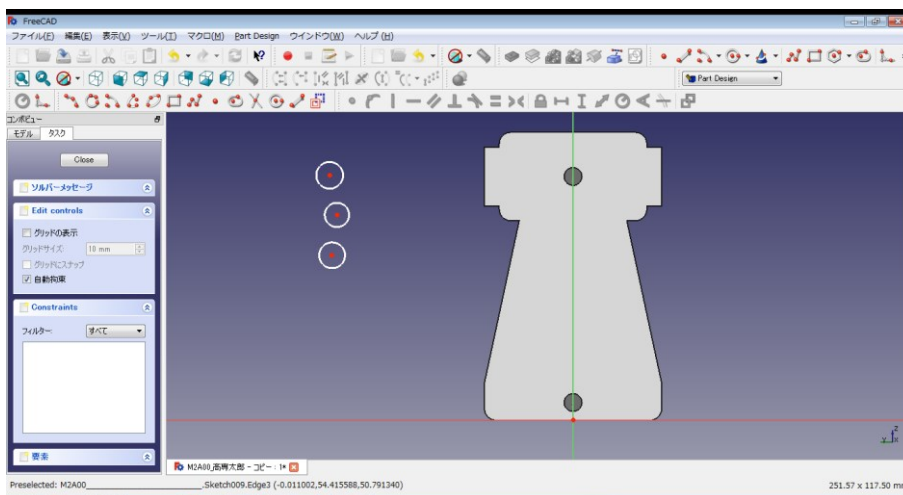 FreeCAD
ファイル(F) 編集(E) 表示(V) ツール(T) マクロ(M) Part Design ウインドウ(W) ヘルプ(H)
Part Design
コンボビュー
モデル タスク
Close
ソルバーメッセージ
Edit controls
グリッドの表示
グリッドサイズ: 10 mm
グリッドにスナップ
自動拘束
Constraints
フィルター: すべて
要素
M2A00_高専太郎 - コピー : 1*
Preselected: M2A00____________________.Sketch009.Edge3 (-0.011002,54.415588,50.791340)
251.57 x 117.50 mm
z
y x